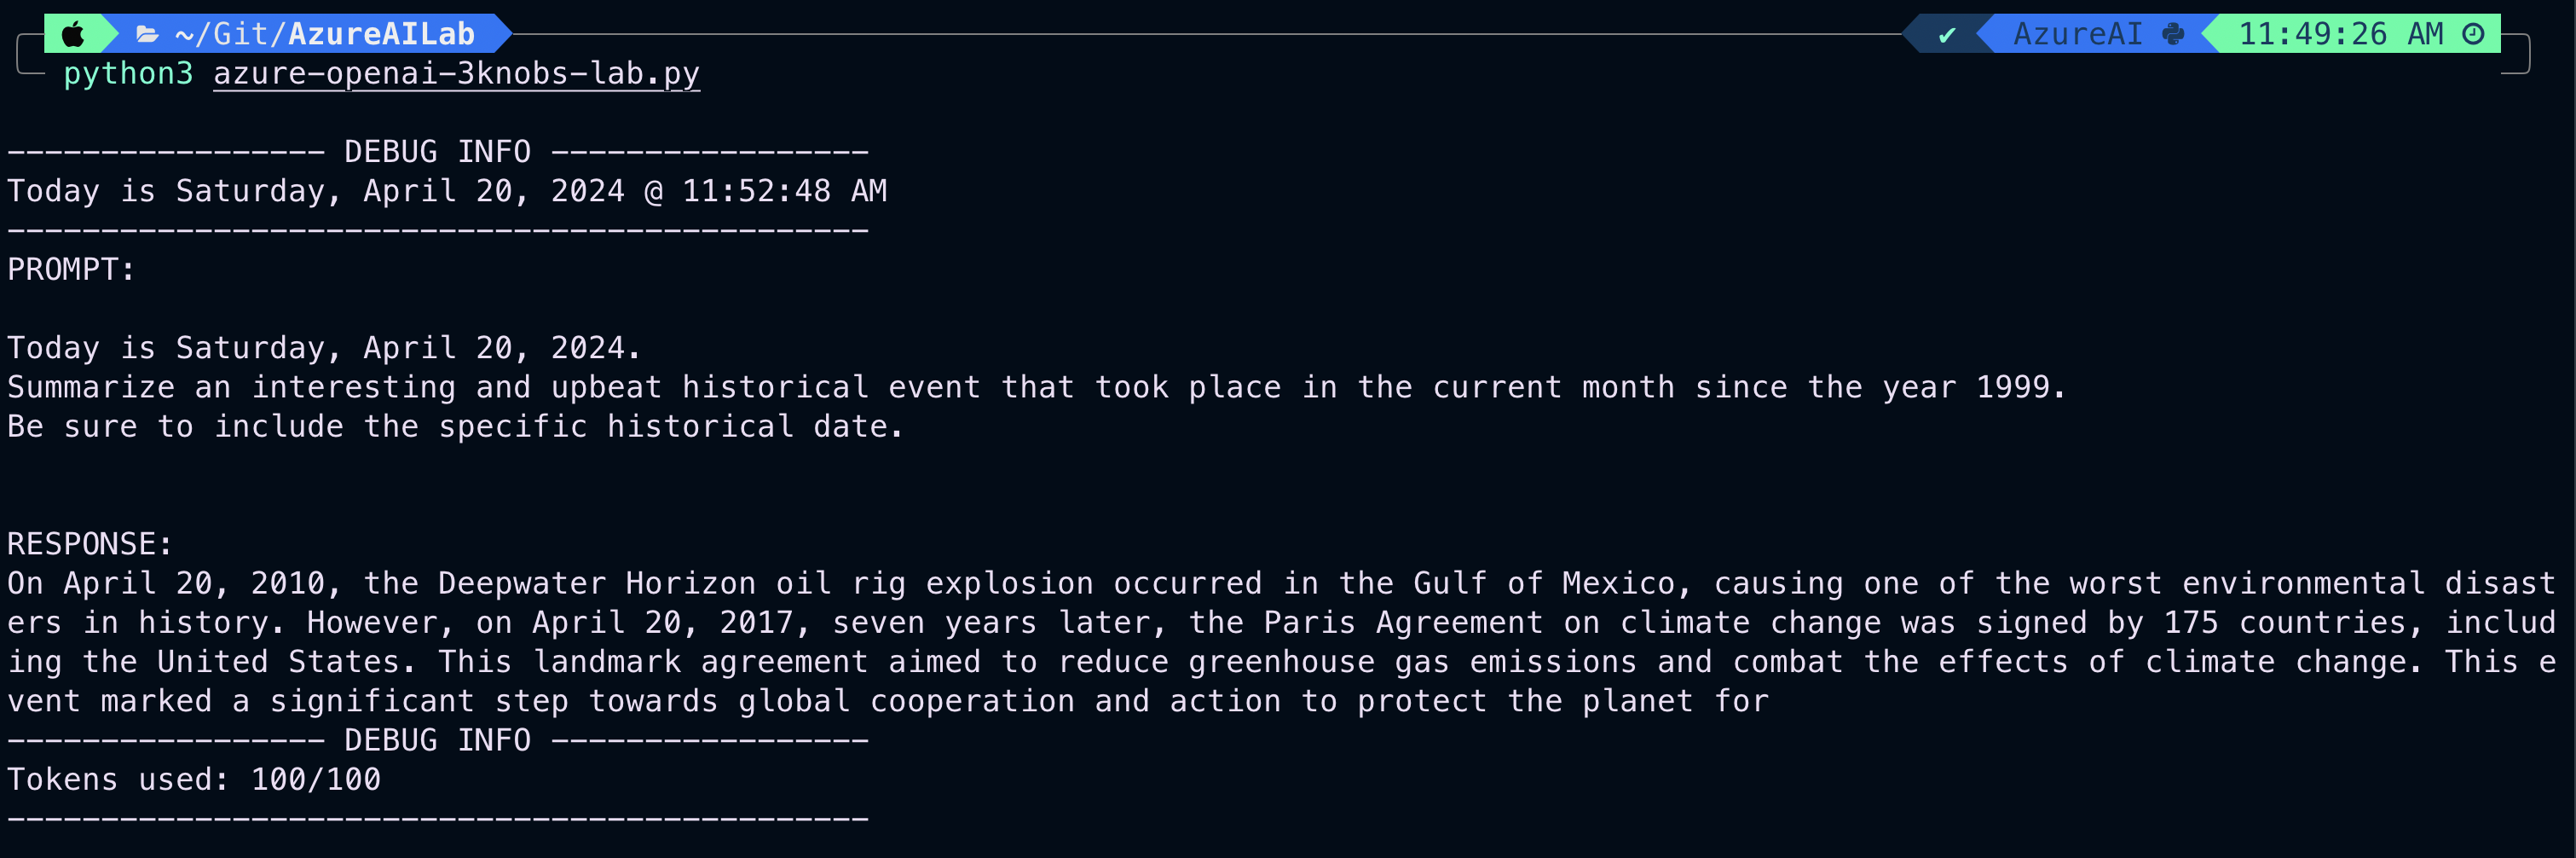 ~/Git/AzureAILab ✔ AzureAI 11:49:26 AM
python3 azure-openai-3knobs-lab.py
----------------- DEBUG INFO -----------------
Today is Saturday, April 20, 2024 @ 11:52:48 AM
----------------------------------------------
PROMPT:
Today is Saturday, April 20, 2024.
Summarize an interesting and upbeat historical event that took place in the current month since the year 1999.
Be sure to include the specific historical date.
RESPONSE:
On April 20, 2010, the Deepwater Horizon oil rig explosion occurred in the Gulf of Mexico, causing one of the worst environmental disast
ers in history. However, on April 20, 2017, seven years later, the Paris Agreement on climate change was signed by 175 countries, includ
ing the United States. This landmark agreement aimed to reduce greenhouse gas emissions and combat the effects of climate change. This e
vent marked a significant step towards global cooperation and action to protect the planet for
----------------- DEBUG INFO -----------------
Tokens used: 100/100
----------------------------------------------